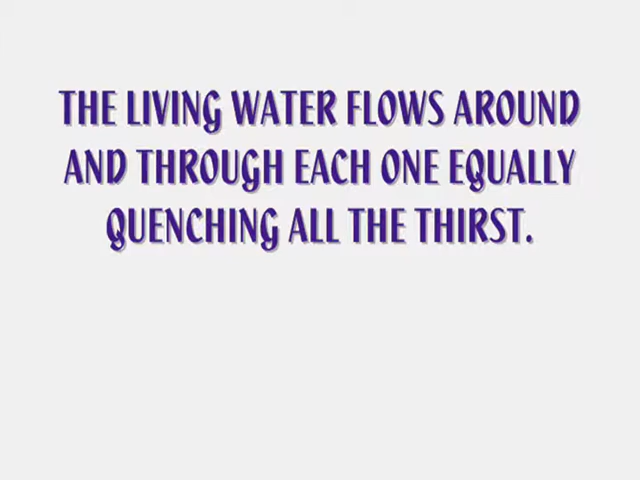 THE LIVING WATER FLOWS AROUND
AND THROUGH EACH ONE EQUALLY
QUENCHING ALL THE THIRST.